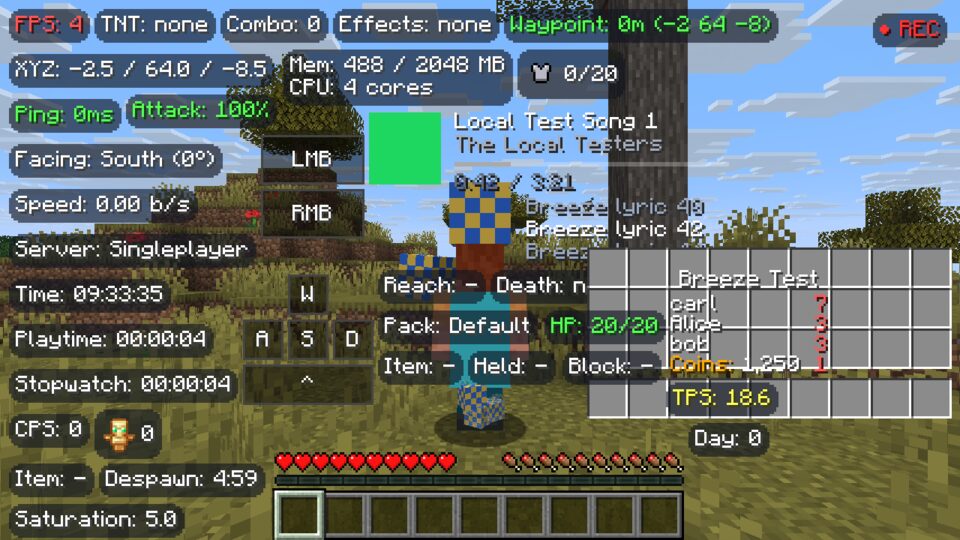 FPS: 4
TNT: none
Combo: 0
Effects: none
Waypoint: 0m (-2 64 -8)
REC
XYZ: -2.5 / 64.0 / -8.5
Mem: 488 / 2048 MB
CPU: 4 cores
0/20
Ping: 0ms
Attack: 100%
Local Test Song 1
The Local Testers
0:42 / 3:21
Breeze lyric 40
Breeze lyric 42
Breeze
Facing: South (0°)
LMB
RMB
Speed: 0.00 b/s
Server: Singleplayer
Time: 09:33:35
W
A
S
D
^
Reach: -
Death: n
Playtime: 00:00:04
Pack: Default
HP: 20/20
Stopwatch: 00:00:04
Item: -
Held: -
Block: -
Breeze Test
carl 7
Alice 3
bob 3
Coins: 1,250 1
TPS: 18.6
Day: 0
CPS: 0
0
Item: -
Despawn: 4:59
Saturation: 5.0